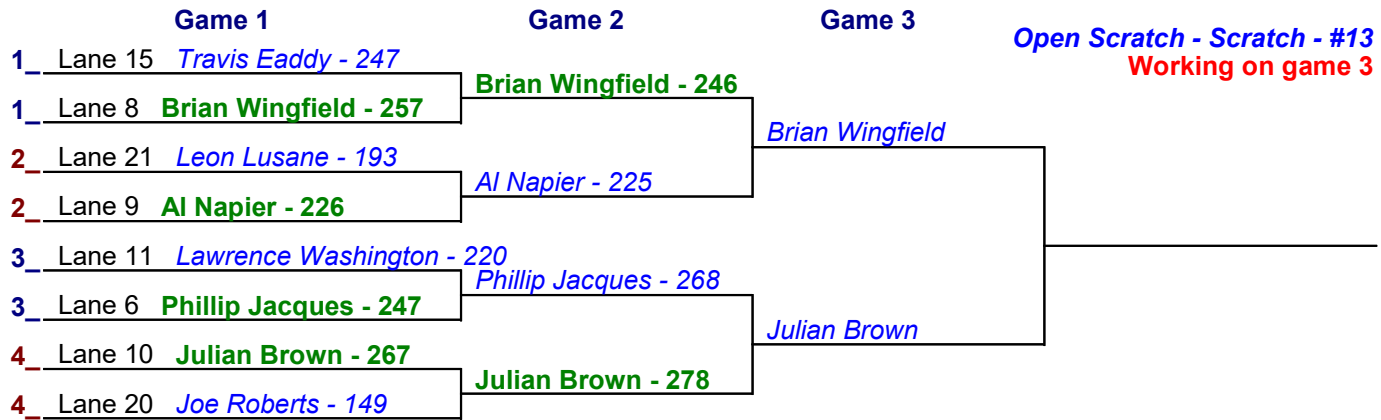 Game 1 Game 2 Game 3
Open Scratch - Scratch - #13
Working on game 3
1_ Lane 15 Travis Eaddy - 247
Brian Wingfield - 246
1_ Lane 8 Brian Wingfield - 257
Brian Wingfield
2_ Lane 21 Leon Lusane - 193
Al Napier - 225
2_ Lane 9 Al Napier - 226
3_ Lane 11 Lawrence Washington - 220
Phillip Jacques - 268
3_ Lane 6 Phillip Jacques - 247
Julian Brown
4_ Lane 10 Julian Brown - 267
Julian Brown - 278
4_ Lane 20 Joe Roberts - 149